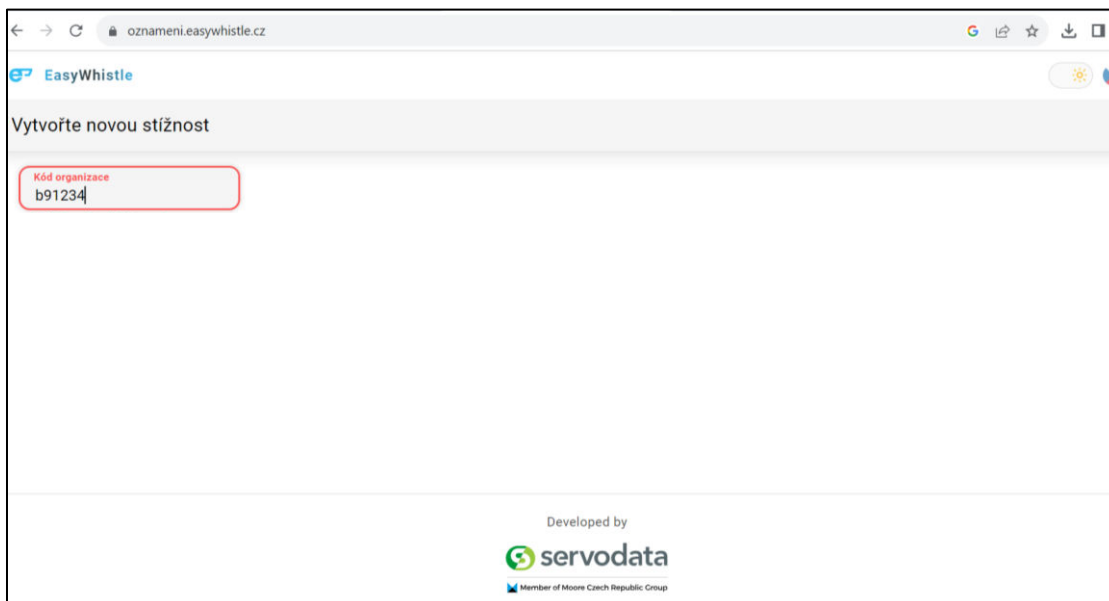 oznameni.easywhistle.cz
EasyWhistle
Vytvořte novou stížnost
Kód organizace
b91234
Developed by
servodata
Member of Moore Czech Republic Group